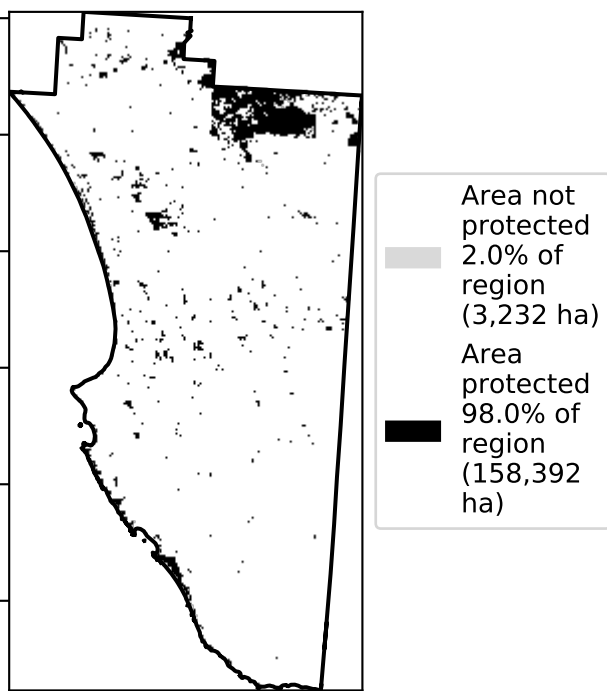 Area not
protected
2.0% of
region
(3,232 ha)
Area
protected
98.0% of
region
(158,392
ha)